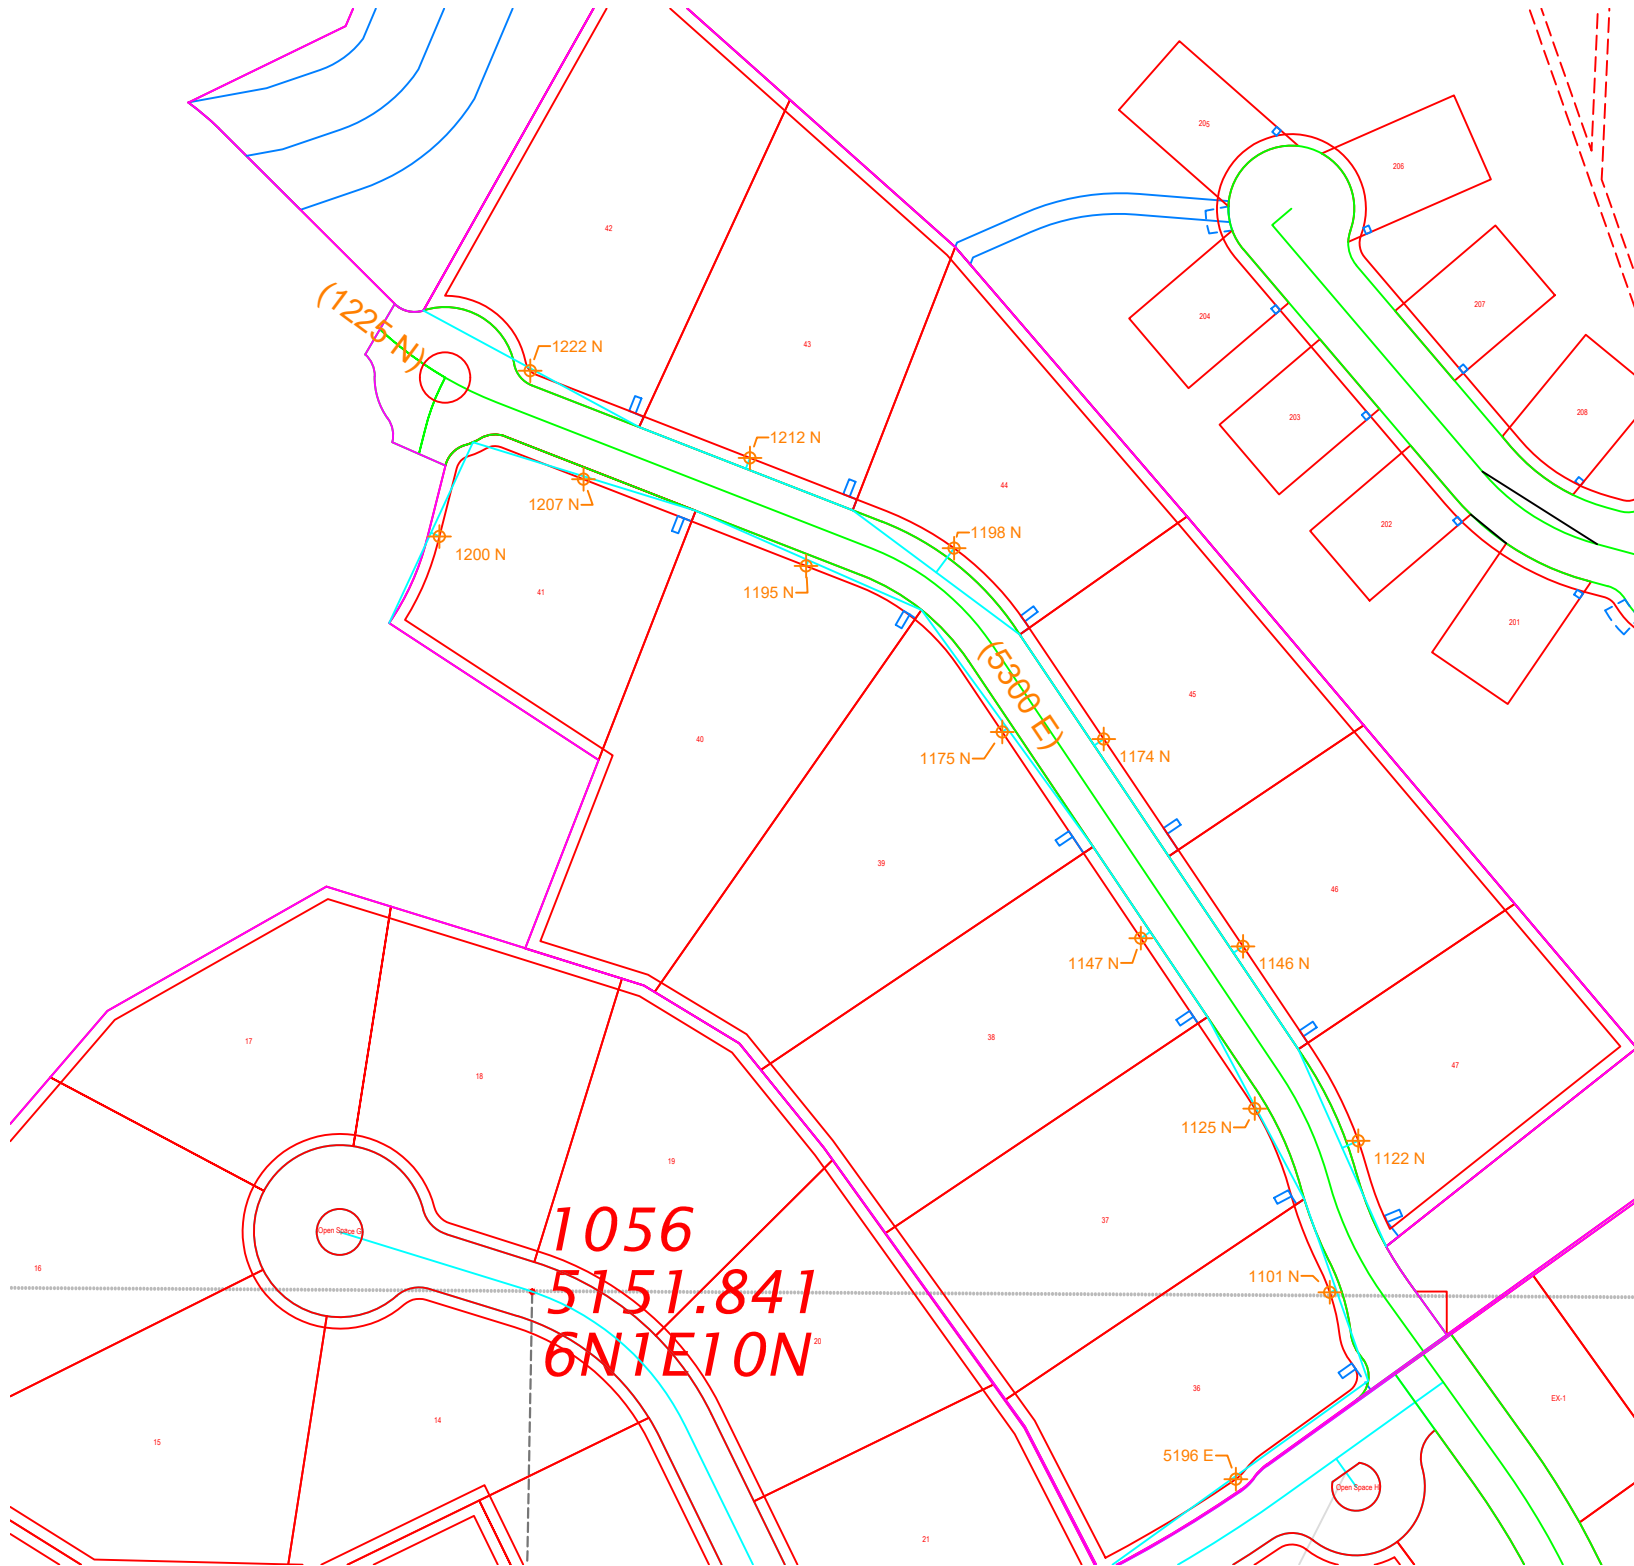 205
206
42
207
(1225 N)
204
1222 N
43
208
203
1212 N
44
1207 N
202
1198 N
1200 N
1195 N
41
201
(5300 E)
45
40
1175 N
1174 N
39
46
1147 N
1146 N
17
38
47
18
1125 N
19
1122 N
37
Open Space G
1056
16
5151.841
1101 N
20
6N1E10N
36
EX-1
14
15
5196 E
Open Space H
21